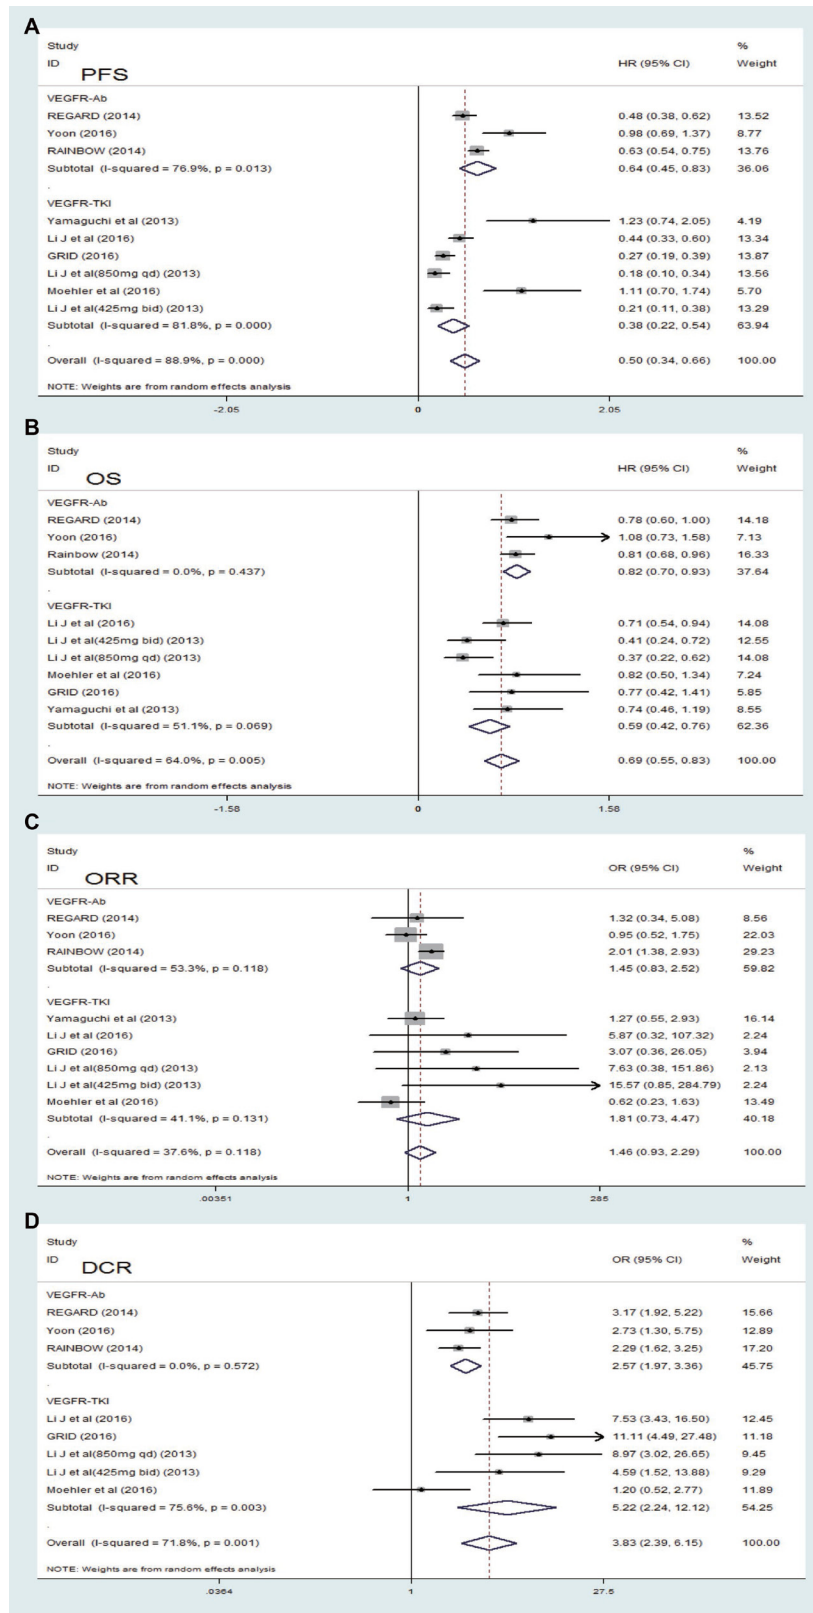 A
Study %
ID PFS HR (95% CI) Weight
VEGFR-Ab
REGARD (2014) 0.48 (0.38, 0.62) 13.52
Yoon (2016) 0.98 (0.69, 1.37) 8.77
RAINBOW (2014) 0.63 (0.54, 0.75) 13.76
Subtotal (I-squared = 76.9%, p = 0.013) 0.64 (0.45, 0.83) 36.06
.
VEGFR-TKI
Yamaguchi et al (2013) 1.23 (0.74, 2.05) 4.19
Li J et al (2016) 0.44 (0.33, 0.60) 13.34
GRID (2016) 0.27 (0.19, 0.39) 13.87
Li J et al(850mg qd) (2013) 0.18 (0.10, 0.34) 13.56
Moehler et al (2016) 1.11 (0.70, 1.74) 5.70
Li J et al(425mg bid) (2013) 0.21 (0.11, 0.38) 13.29
Subtotal (I-squared = 81.8%, p = 0.000) 0.38 (0.22, 0.54) 63.94
.
Overall (I-squared = 88.9%, p = 0.000) 0.50 (0.34, 0.66) 100.00
NOTE: Weights are from random effects analysis
-2.05 0 2.05
B
Study %
ID OS HR (95% CI) Weight
VEGFR-Ab
REGARD (2014) 0.78 (0.60, 1.00) 14.18
Yoon (2016) 1.08 (0.73, 1.58) 7.13
Rainbow (2014) 0.81 (0.68, 0.96) 16.33
Subtotal (I-squared = 0.0%, p = 0.437) 0.82 (0.70, 0.93) 37.64
.
VEGFR-TKI
Li J et al (2016) 0.71 (0.54, 0.94) 14.08
Li J et al(425mg bid) (2013) 0.41 (0.24, 0.72) 12.55
Li J et al(850mg qd) (2013) 0.37 (0.22, 0.62) 14.08
Moehler et al (2016) 0.82 (0.50, 1.34) 7.24
GRID (2016) 0.77 (0.42, 1.41) 5.85
Yamaguchi et al (2013) 0.74 (0.46, 1.19) 8.55
Subtotal (I-squared = 51.1%, p = 0.069) 0.59 (0.42, 0.76) 62.36
.
Overall (I-squared = 64.0%, p = 0.005) 0.69 (0.55, 0.83) 100.00
NOTE: Weights are from random effects analysis
-1.58 0 1.58
C
Study %
ID ORR OR (95% CI) Weight
VEGFR-Ab
REGARD (2014) 1.32 (0.34, 5.08) 8.56
Yoon (2016) 0.95 (0.52, 1.75) 22.03
RAINBOW (2014) 2.01 (1.38, 2.93) 29.23
Subtotal (I-squared = 53.3%, p = 0.118) 1.45 (0.83, 2.52) 59.82
.
VEGFR-TKI
Yamaguchi et al (2013) 1.27 (0.55, 2.93) 16.14
Li J et al (2016) 5.87 (0.32, 107.32) 2.24
GRID (2016) 3.07 (0.36, 26.05) 3.94
Li J et al(850mg qd) (2013) 7.63 (0.38, 151.86) 2.13
Li J et al(425mg bid) (2013) 15.57 (0.85, 284.79) 2.24
Moehler et al (2016) 0.62 (0.23, 1.63) 13.49
Subtotal (I-squared = 41.1%, p = 0.131) 1.81 (0.73, 4.47) 40.18
.
Overall (I-squared = 37.6%, p = 0.118) 1.46 (0.93, 2.29) 100.00
NOTE: Weights are from random effects analysis
.00351 1 285
D
Study %
ID DCR OR (95% CI) Weight
VEGFR-Ab
REGARD (2014) 3.17 (1.92, 5.22) 15.66
Yoon (2016) 2.73 (1.30, 5.75) 12.89
RAINBOW (2014) 2.29 (1.62, 3.25) 17.20
Subtotal (I-squared = 0.0%, p = 0.572) 2.57 (1.97, 3.36) 45.75
.
VEGFR-TKI
Li J et al (2016) 7.53 (3.43, 16.50) 12.45
GRID (2016) 11.11 (4.49, 27.48) 11.18
Li J et al(850mg qd) (2013) 8.97 (3.02, 26.65) 9.45
Li J et al(425mg bid) (2013) 4.59 (1.52, 13.88) 9.29
Moehler et al (2016) 1.20 (0.52, 2.77) 11.89
Subtotal (I-squared = 75.6%, p = 0.003) 5.22 (2.24, 12.12) 54.25
.
Overall (I-squared = 71.8%, p = 0.001) 3.83 (2.39, 6.15) 100.00
NOTE: Weights are from random effects analysis
.0364 1 27.5